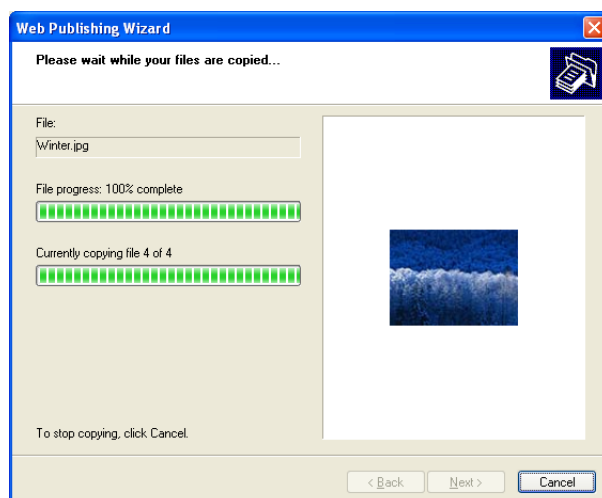 Web Publishing Wizard
Please wait while your files are copied...
File:
Winter.jpg
File progress: 100% complete
Currently copying file 4 of 4
To stop copying, click Cancel.
< Back
Next >
Cancel